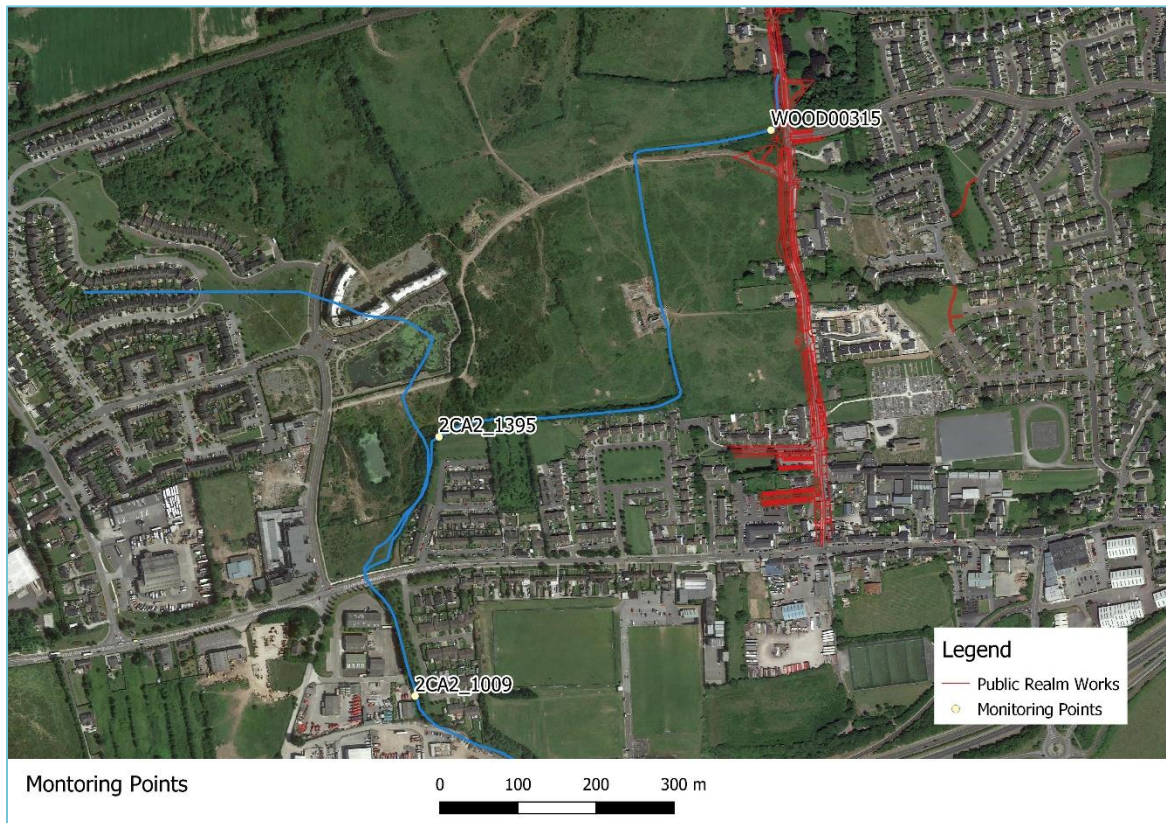 WOOD00315
2CA2_1395
2CA2_1009
Legend
Public Realm Works
Monitoring Points
Montoring Points
0 100 200 300 m